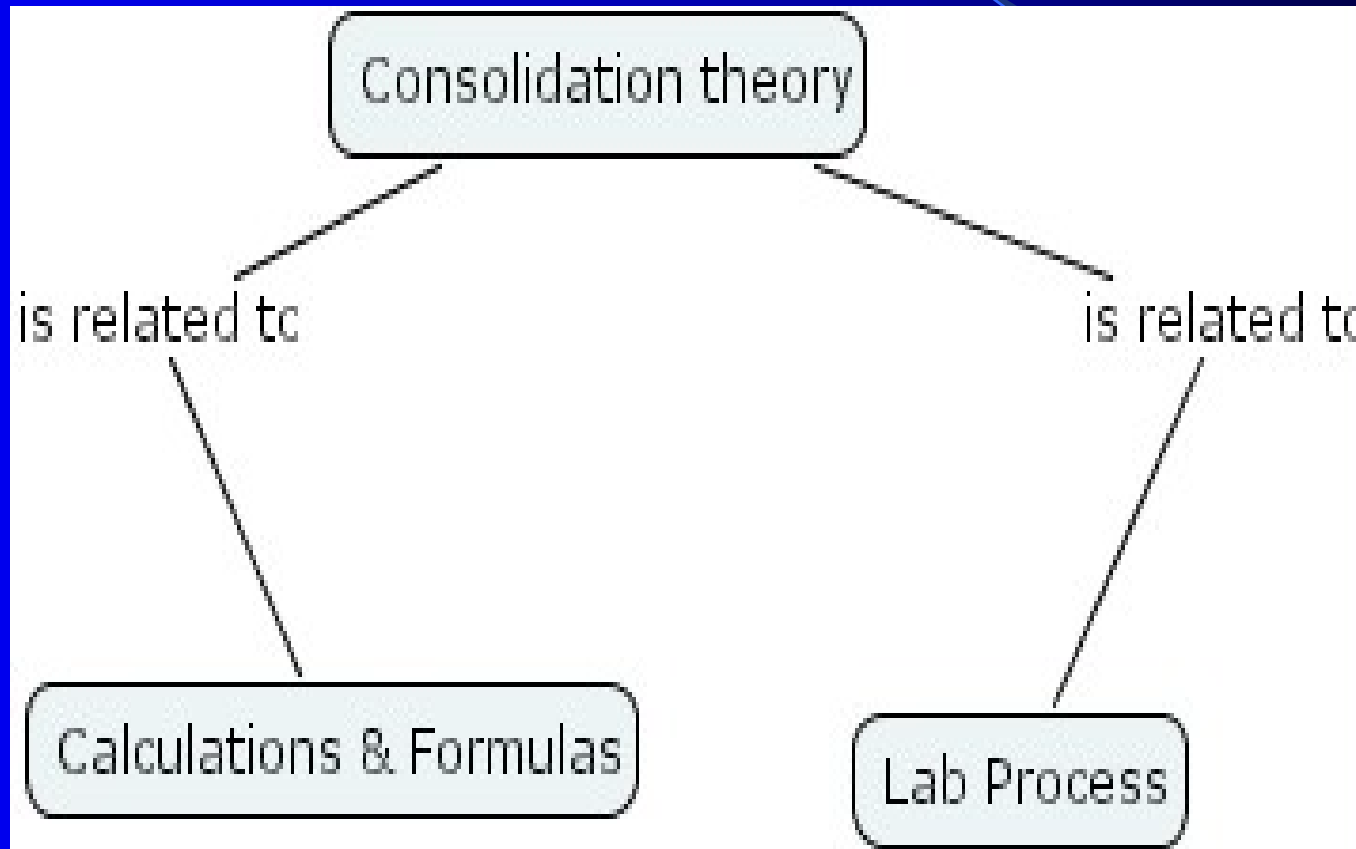 Consolidation theory
is related to
is related to
Calculations & Formulas
Lab Process